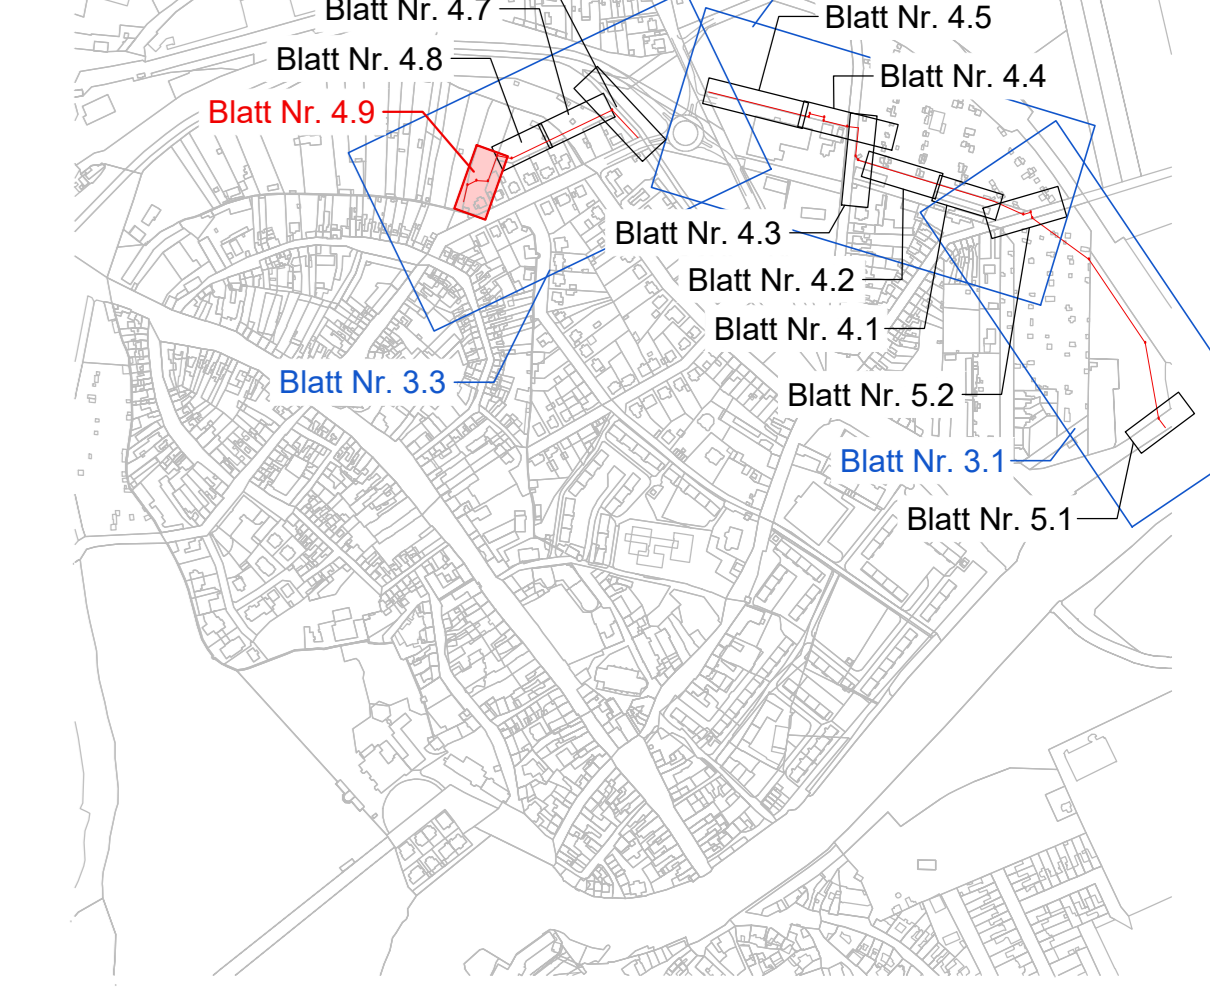 Blatt Nr. 4.7
Blatt Nr. 4.5
Blatt Nr. 4.8
Blatt Nr. 4.4
Blatt Nr. 4.9
Blatt Nr. 4.3
Blatt Nr. 4.2
Blatt Nr. 4.1
Blatt Nr. 3.3
Blatt Nr. 5.2
Blatt Nr. 3.1
Blatt Nr. 5.1